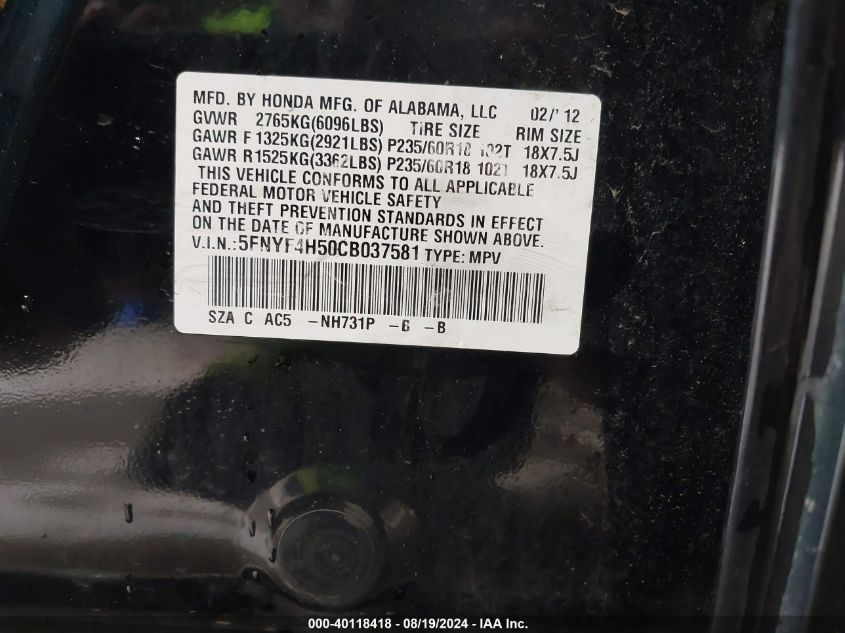 MFD. BY HONDA MFG. OF ALABAMA, LLC 02/'12
GVWR 2765KG(6096LBS) TIRE SIZE RIM SIZE
GAWR F 1325KG(2921LBS) P235/60R18 102T 18X7.5J
GAWR R1525KG(3362LBS) P235/60R18 102T 18X7.5J
THIS VEHICLE CONFORMS TO ALL APPLICABLE
FEDERAL MOTOR VEHICLE SAFETY
AND THEFT PREVENTION STANDARDS IN EFFECT
ON THE DATE OF MANUFACTURE SHOWN ABOVE.
V.I.N.:5FNYF4H50CB037581 TYPE: MPV
SZA C AC5 -NH731P -B -B
000-40118418 - 08/19/2024 - IAA Inc.